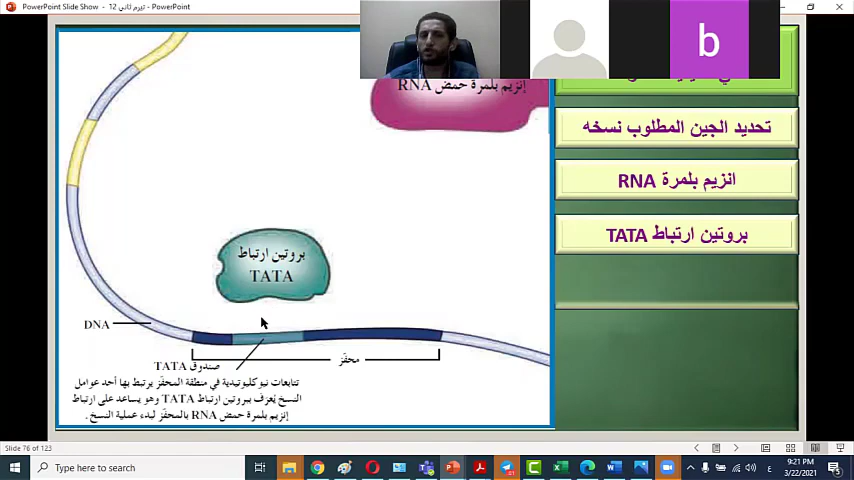 PowerPoint Slide Show - تيرم ثاني 12 - PowerPoint
b
إنزيم بلمرة حمض RNA
تحديد الجين المطلوب نسخه
انزيم بلمرة RNA
بروتين ارتباط TATA
بروتين ارتباط
TATA
DNA
محفّز
صندوق TATA
تتابعات نيوكليوتيدية في منطقة المحفّز يرتبط بها أحد عوامل
النسخ يُعرَف ببروتين ارتباط TATA وهو يساعد على ارتباط
إنزيم بلمرة حمض RNA بالمحفّز لبدء عملية النسخ.
Slide 76 of 123
Type here to search
9:21 PM
3/22/2021